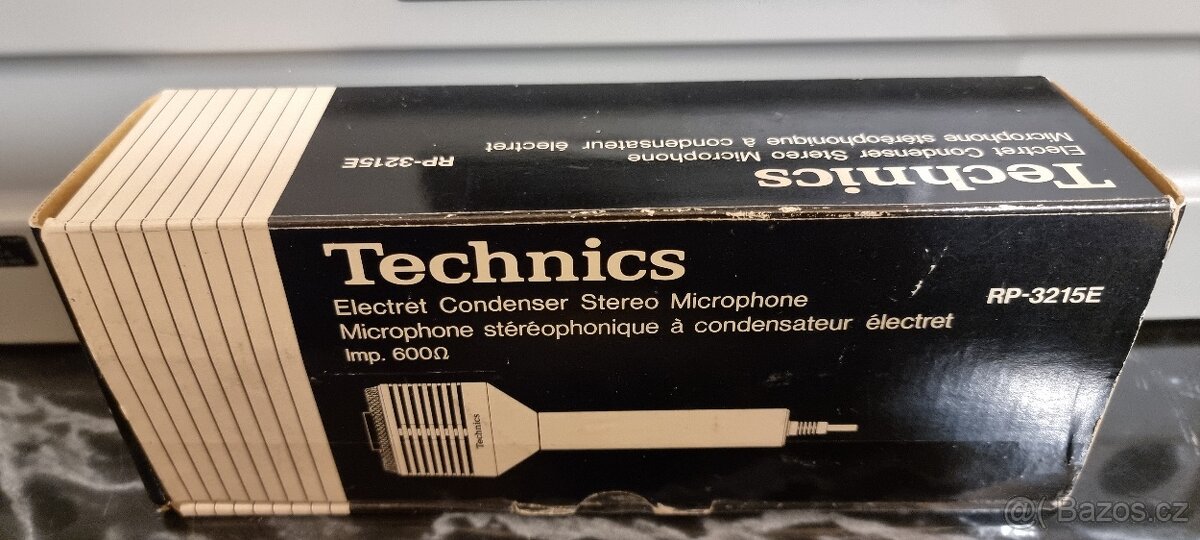 Technics
Electret Condenser Stereo Microphone
Microphone stéréophonique à condensateur électret
RP-3215E
Technics
Electret Condenser Stereo Microphone
Microphone stéréophonique à condensateur électret
Imp. 600Ω
RP-3215E
Technics
Bazos.cz